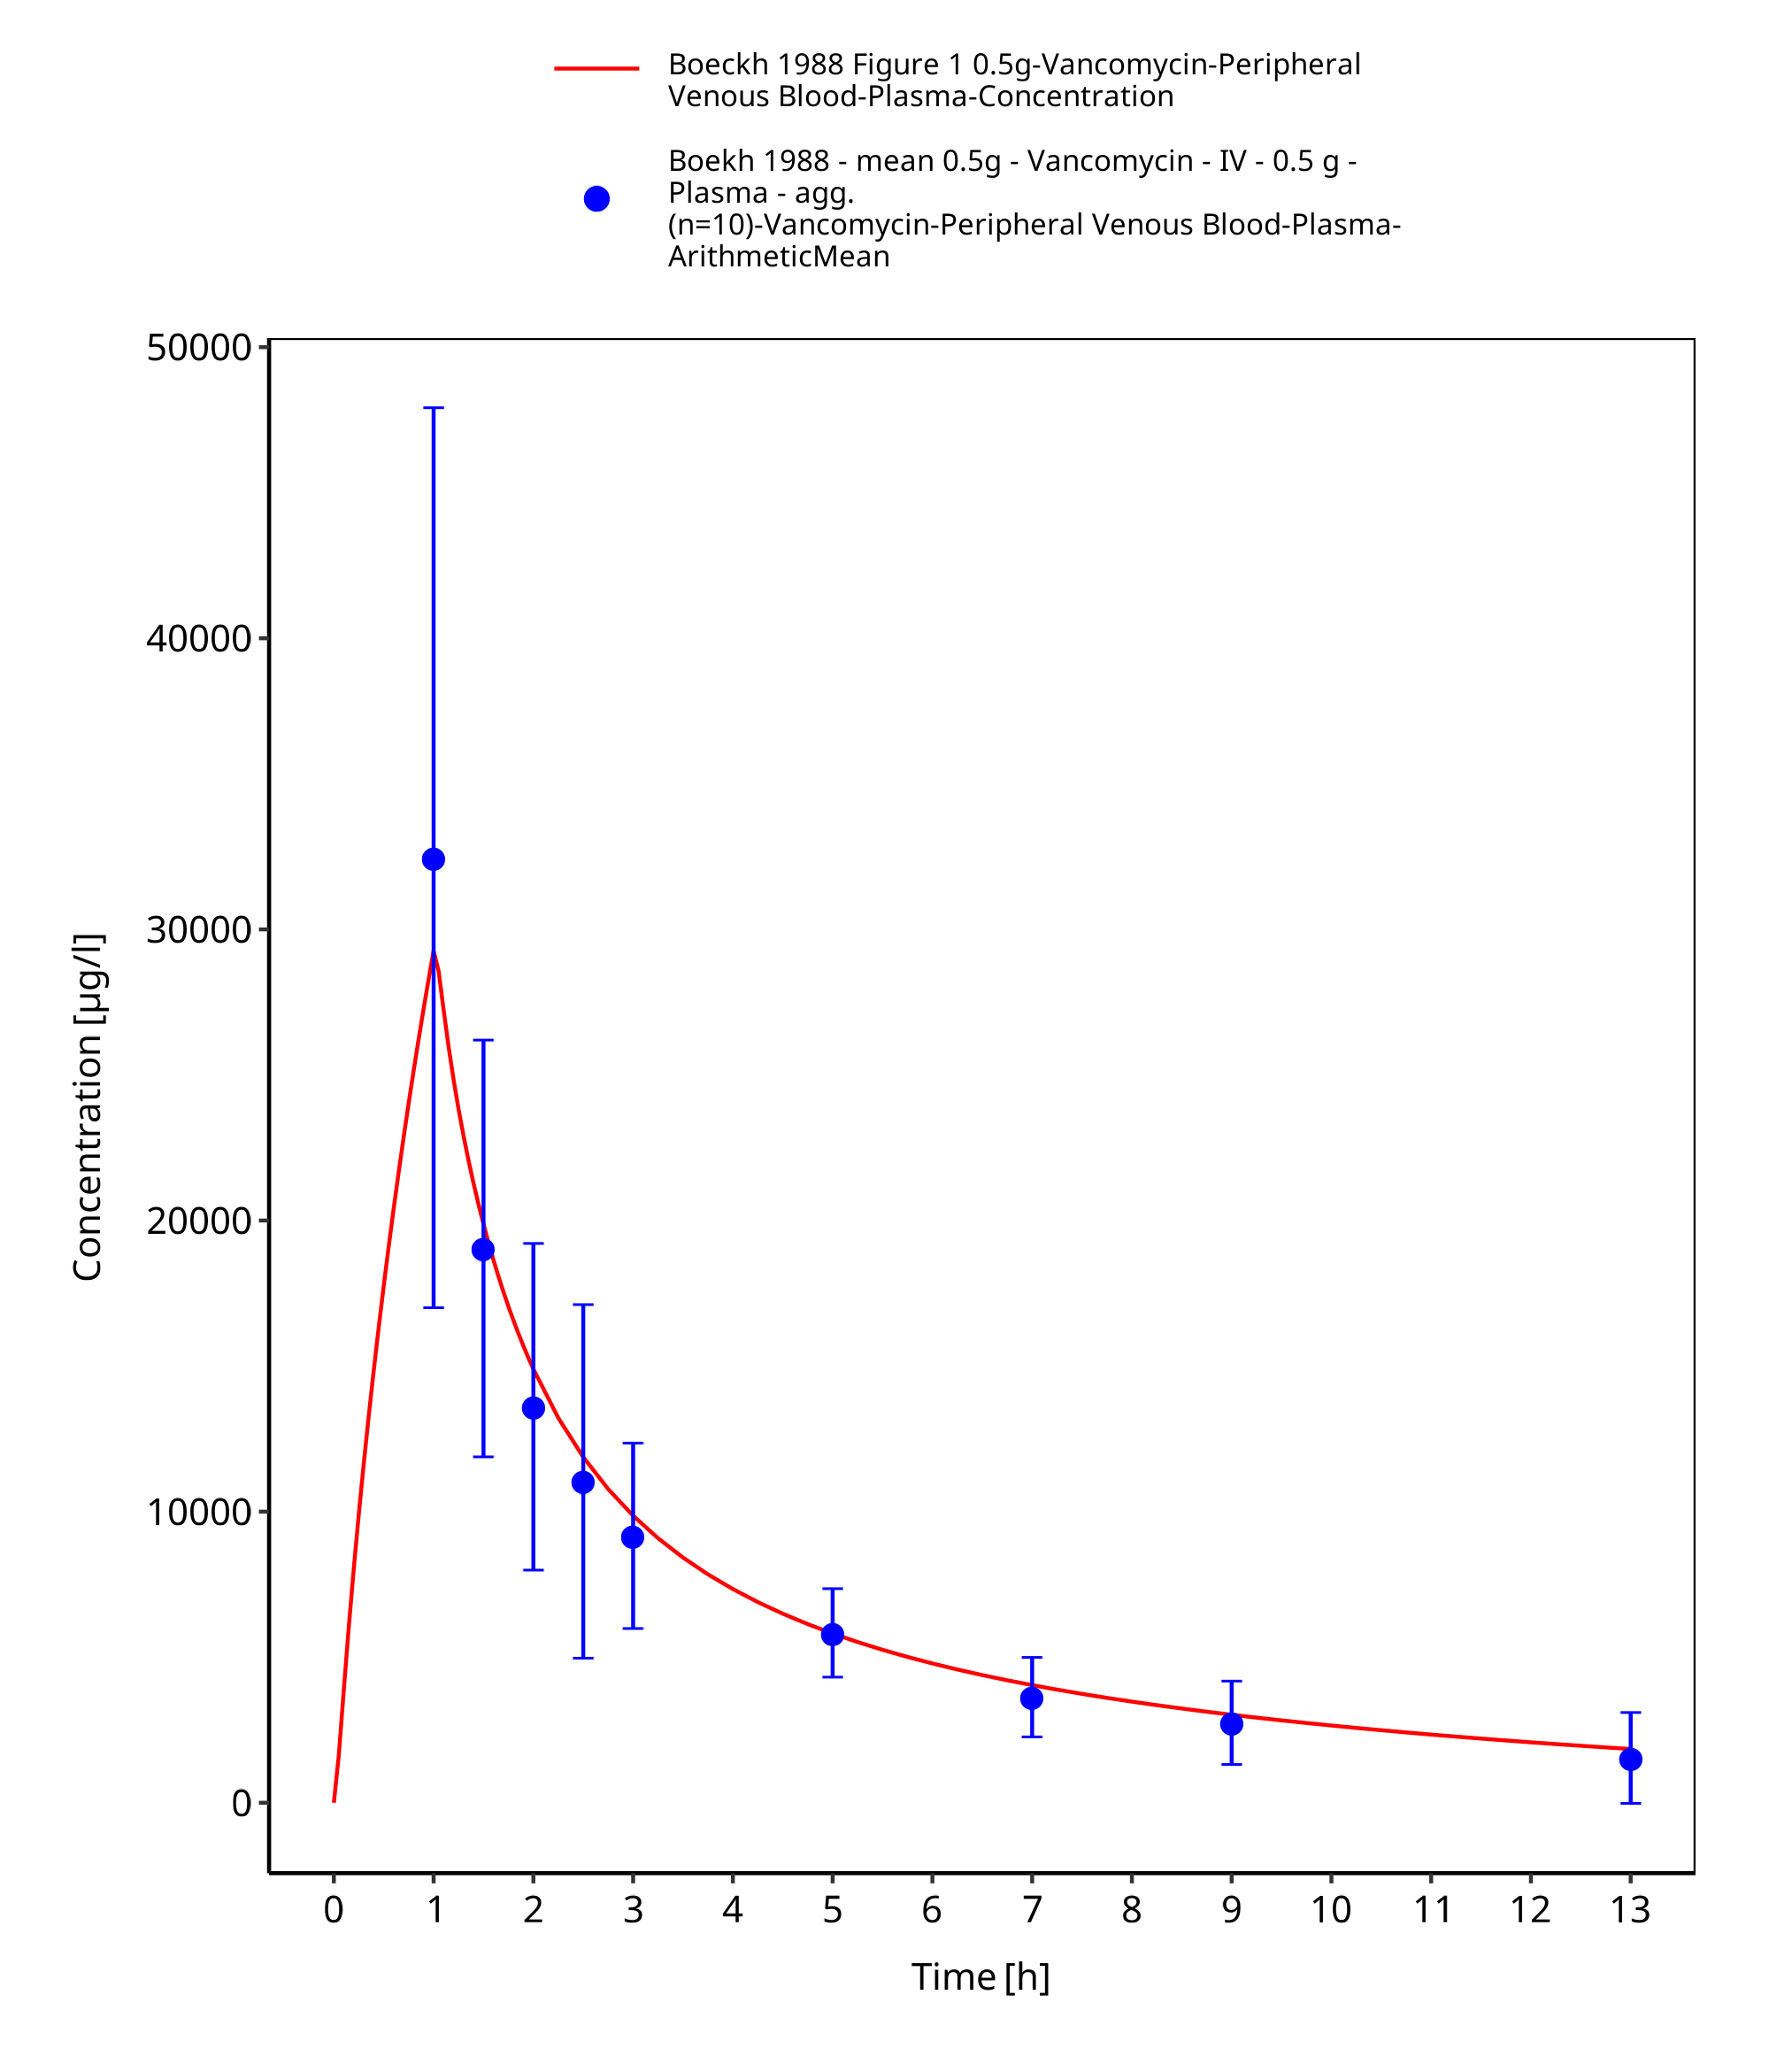 Boeckh 1988 Figure 1 0.5g-Vancomycin-Peripheral
Venous Blood-Plasma-Concentration
Boekh 1988 - mean 0.5g - Vancomycin - IV - 0.5 g -
Plasma - agg.
(n=10)-Vancomycin-Peripheral Venous Blood-Plasma-
ArithmeticMean
50000
40000
30000
20000
10000
0
Concentration [µg/l]
0 1 2 3 4 5 6 7 8 9 10 11 12 13
Time [h]